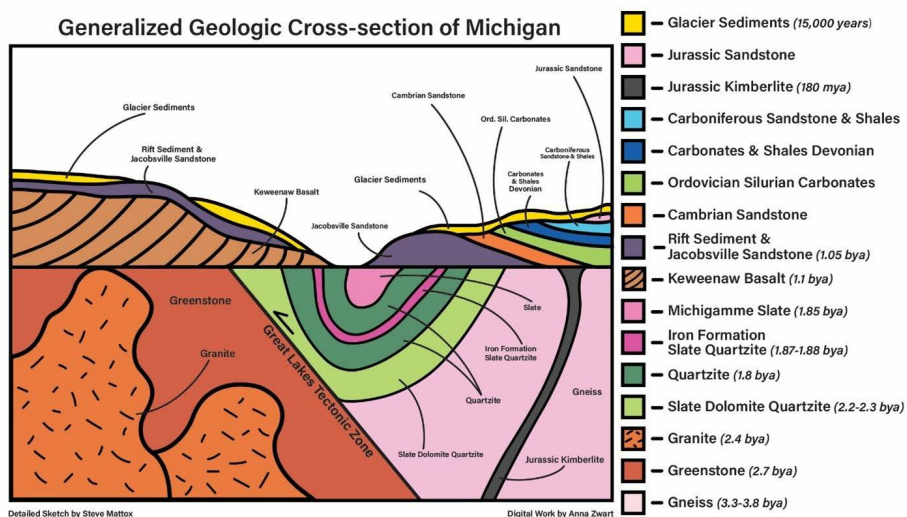 Generalized Geologic Cross-section of Michigan
Glacier Sediments
Rift Sediment &
Jacobsville Sandstone
Keweenaw Basalt
Jacobsville Sandstone
Glacier Sediments
Cambrian Sandstone
Ord. Sil. Carbonates
Carbonates
& Shales
Devonian
Carboniferous
Sandstone & Shales
Jurassic Sandstone
Greenstone
Granite
Great Lakes Tectonic Zone
Slate
Iron Formation
Slate Quartzite
Quartzite
Slate Dolomite Quartzite
Gneiss
Jurassic Kimberlite
Detailed Sketch by Steve Mattox
Digital Work by Anna Zwart
Glacier Sediments (15,000 years)
Jurassic Sandstone
Jurassic Kimberlite (180 mya)
Carboniferous Sandstone & Shales
Carbonates & Shales Devonian
Ordovician Silurian Carbonates
Cambrian Sandstone
Rift Sediment &
Jacobsville Sandstone (1.05 bya)
Keweenaw Basalt (1.1 bya)
Michigamme Slate (1.85 bya)
Iron Formation
Slate Quartzite (1.87-1.88 bya)
Quartzite (1.8 bya)
Slate Dolomite Quartzite (2.2-2.3 bya)
Granite (2.4 bya)
Greenstone (2.7 bya)
Gneiss (3.3-3.8 bya)